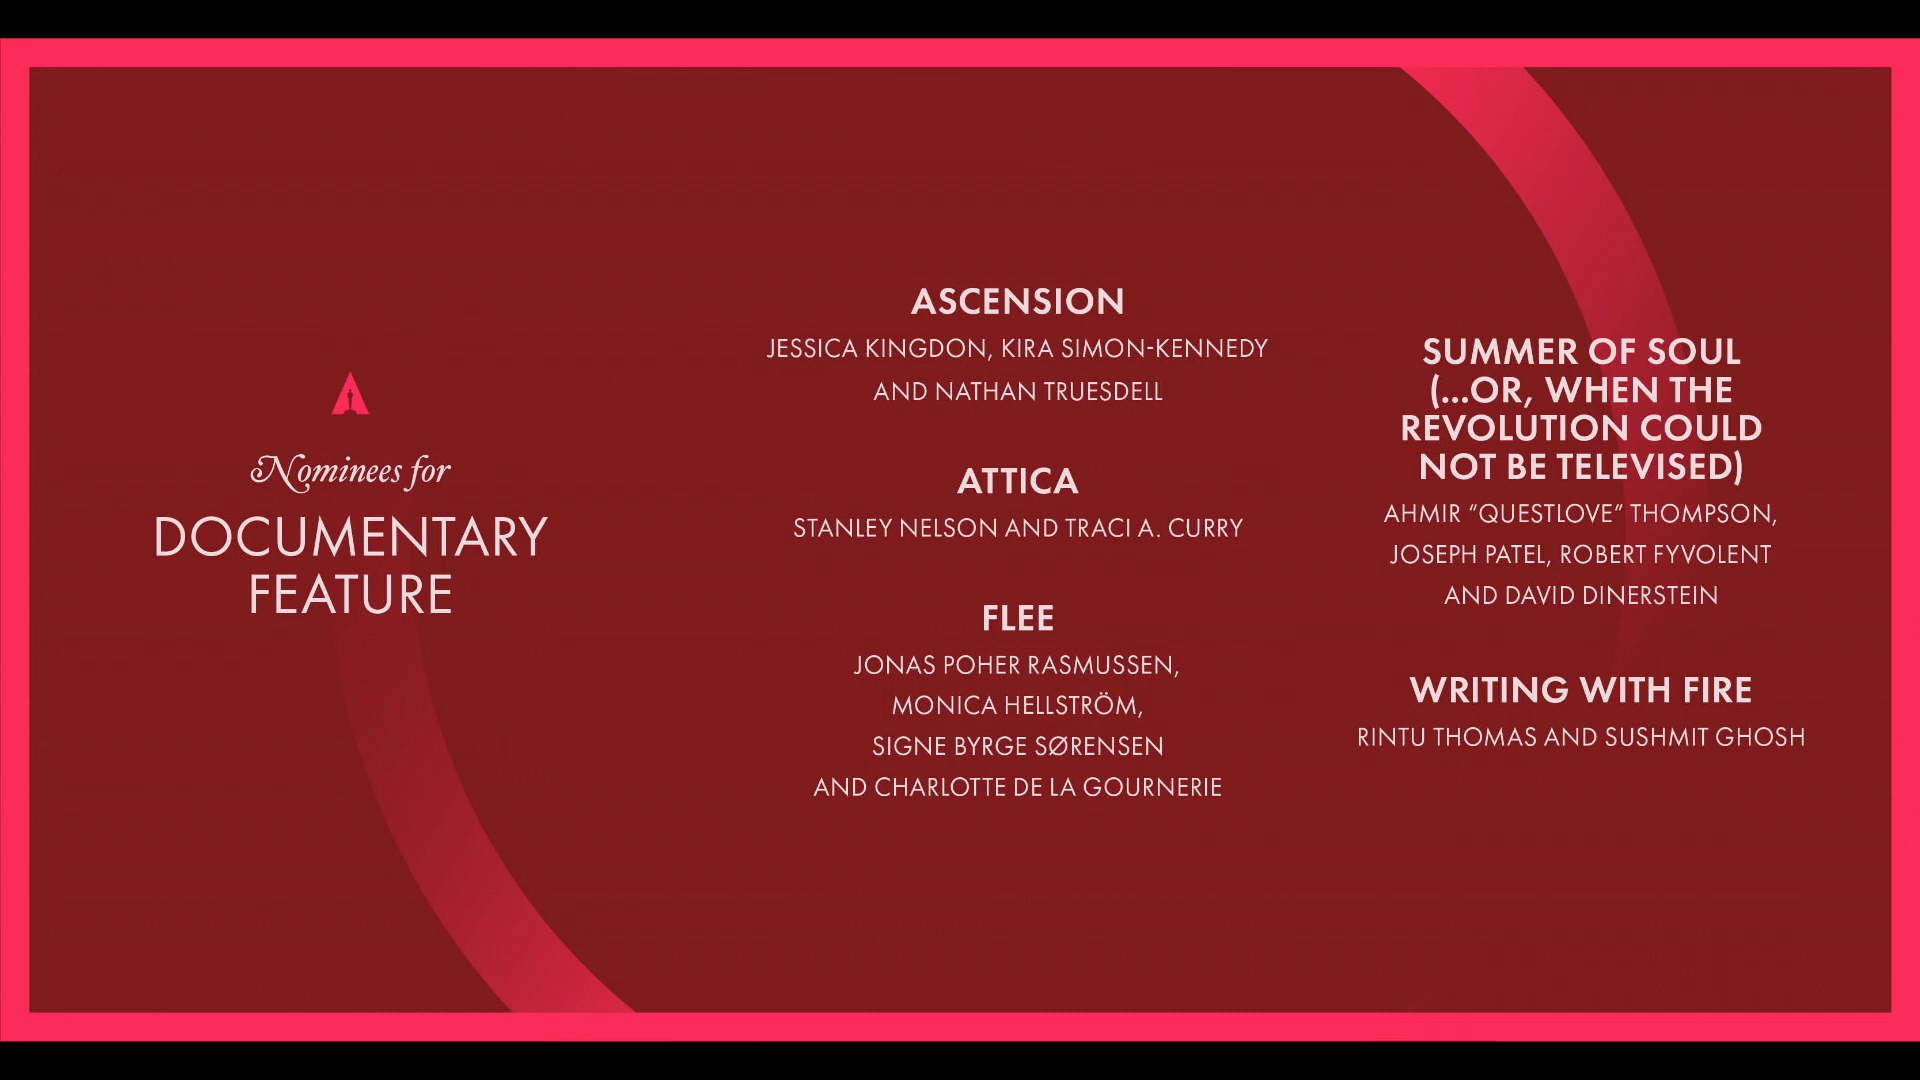 Nominees for
DOCUMENTARY
FEATURE
ASCENSION
JESSICA KINGDON, KIRA SIMON-KENNEDY
AND NATHAN TRUESDELL
ATTICA
STANLEY NELSON AND TRACI A. CURRY
FLEE
JONAS POHER RASMUSSEN,
MONICA HELLSTRÖM,
SIGNE BYRGE SØRENSEN
AND CHARLOTTE DE LA GOURNERIE
SUMMER OF SOUL
(...OR, WHEN THE
REVOLUTION COULD
NOT BE TELEVISED)
AHMIR “QUESTLOVE” THOMPSON,
JOSEPH PATEL, ROBERT FYVOLENT
AND DAVID DINERSTEIN
WRITING WITH FIRE
RINTU THOMAS AND SUSHMIT GHOSH